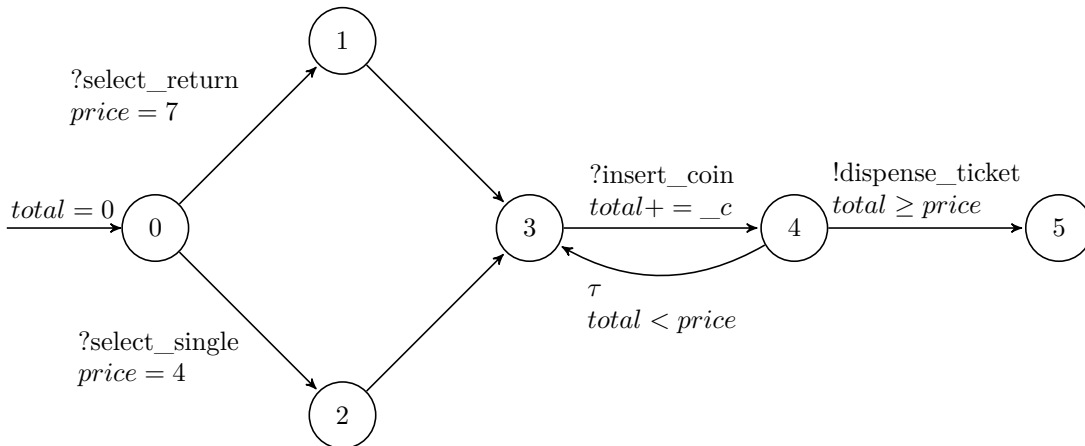 1
?select_return
price = 7
total = 0
0
3
?insert_coin
total+ = _c
4
!dispense_ticket
total ≥ price
5
τ
total < price
?select_single
price = 4
2